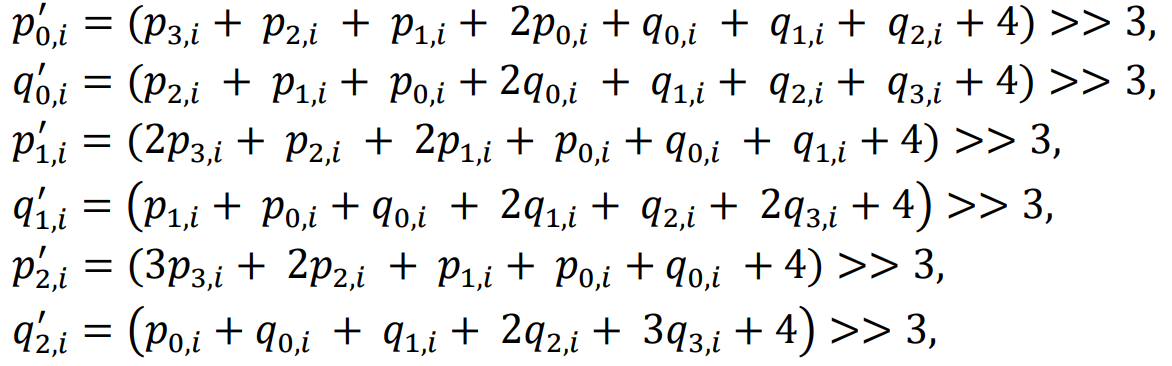 p′₀,ᵢ = (p₃,ᵢ + p₂,ᵢ + p₁,ᵢ + 2p₀,ᵢ + q₀,ᵢ + q₁,ᵢ + q₂,ᵢ + 4) >> 3,
q′₀,ᵢ = (p₂,ᵢ + p₁,ᵢ + p₀,ᵢ + 2q₀,ᵢ + q₁,ᵢ + q₂,ᵢ + q₃,ᵢ + 4) >> 3,
p′₁,ᵢ = (2p₃,ᵢ + p₂,ᵢ + 2p₁,ᵢ + p₀,ᵢ + q₀,ᵢ + q₁,ᵢ + 4) >> 3,
q′₁,ᵢ = (p₁,ᵢ + p₀,ᵢ + q₀,ᵢ + 2q₁,ᵢ + q₂,ᵢ + 2q₃,ᵢ + 4) >> 3,
p′₂,ᵢ = (3p₃,ᵢ + 2p₂,ᵢ + p₁,ᵢ + p₀,ᵢ + q₀,ᵢ + 4) >> 3,
q′₂,ᵢ = (p₀,ᵢ + q₀,ᵢ + q₁,ᵢ + 2q₂,ᵢ + 3q₃,ᵢ + 4) >> 3,